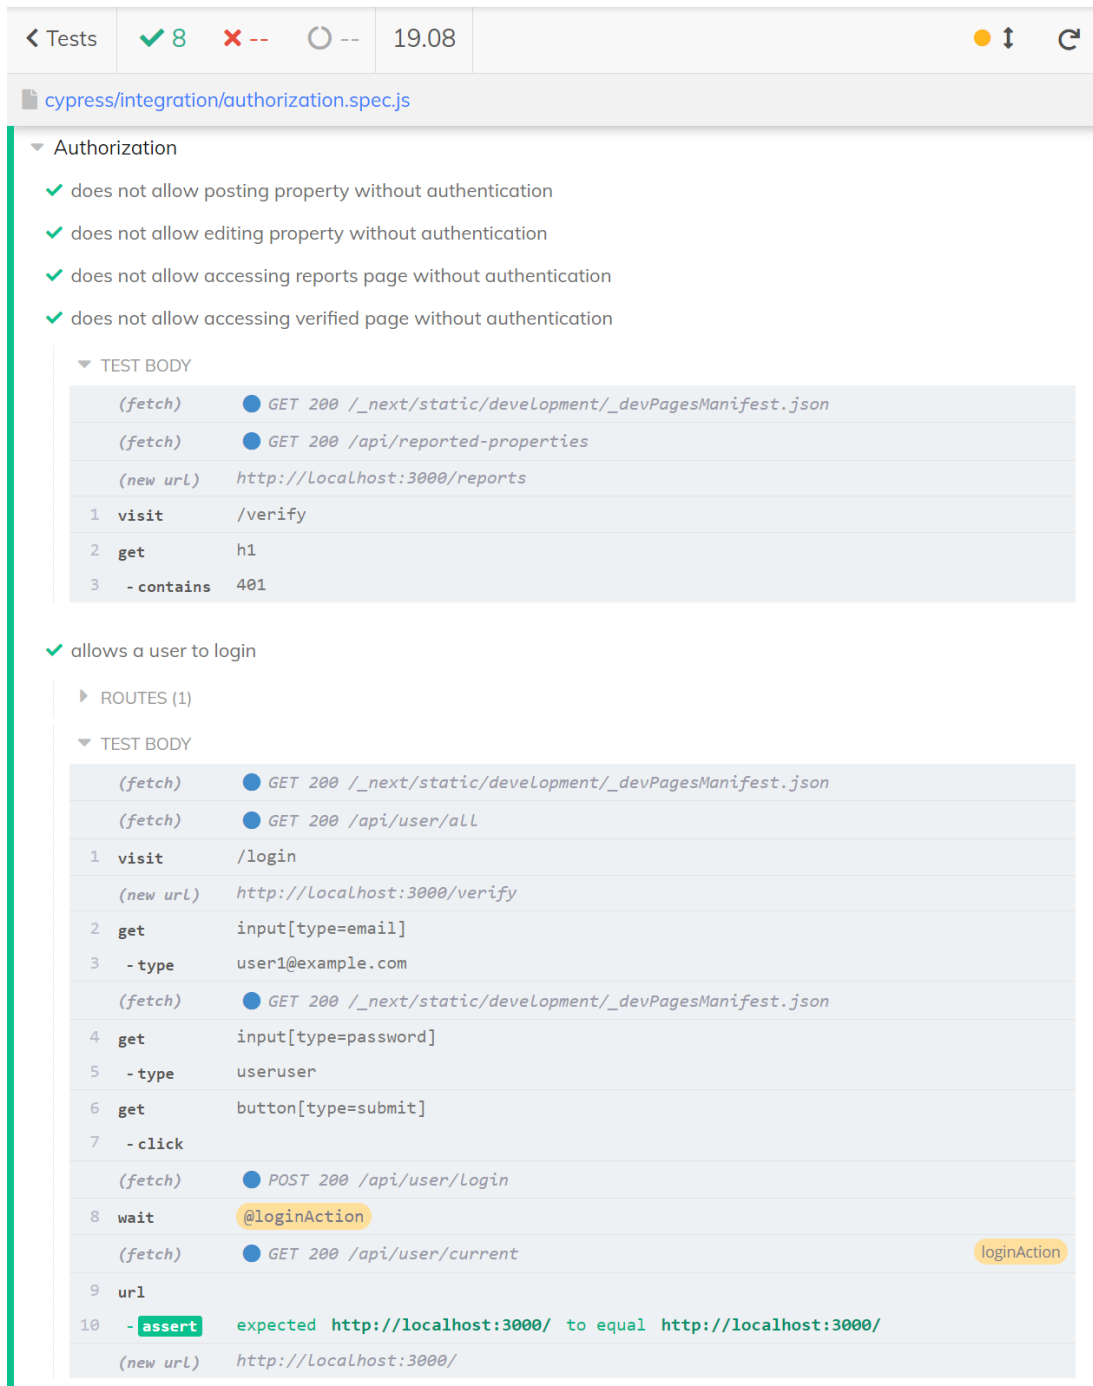 Tests 8 -- -- 19.08
cypress/integration/authorization.spec.js
Authorization
does not allow posting property without authentication
does not allow editing property without authentication
does not allow accessing reports page without authentication
does not allow accessing verified page without authentication
TEST BODY
(fetch) GET 200 /_next/static/development/_devPagesManifest.json
(fetch) GET 200 /api/reported-properties
(new url) http://localhost:3000/reports
1 visit /verify
2 get h1
3 -contains 401
allows a user to login
ROUTES (1)
TEST BODY
(fetch) GET 200 /_next/static/development/_devPagesManifest.json
(fetch) GET 200 /api/user/all
1 visit /login
(new url) http://localhost:3000/verify
2 get input[type=email]
3 -type user1@example.com
(fetch) GET 200 /_next/static/development/_devPagesManifest.json
4 get input[type=password]
5 -type useruser
6 get button[type=submit]
7 -click
(fetch) POST 200 /api/user/login
8 wait @loginAction
(fetch) GET 200 /api/user/current loginAction
9 url
10 -assert expected http://localhost:3000/ to equal http://localhost:3000/
(new url) http://localhost:3000/